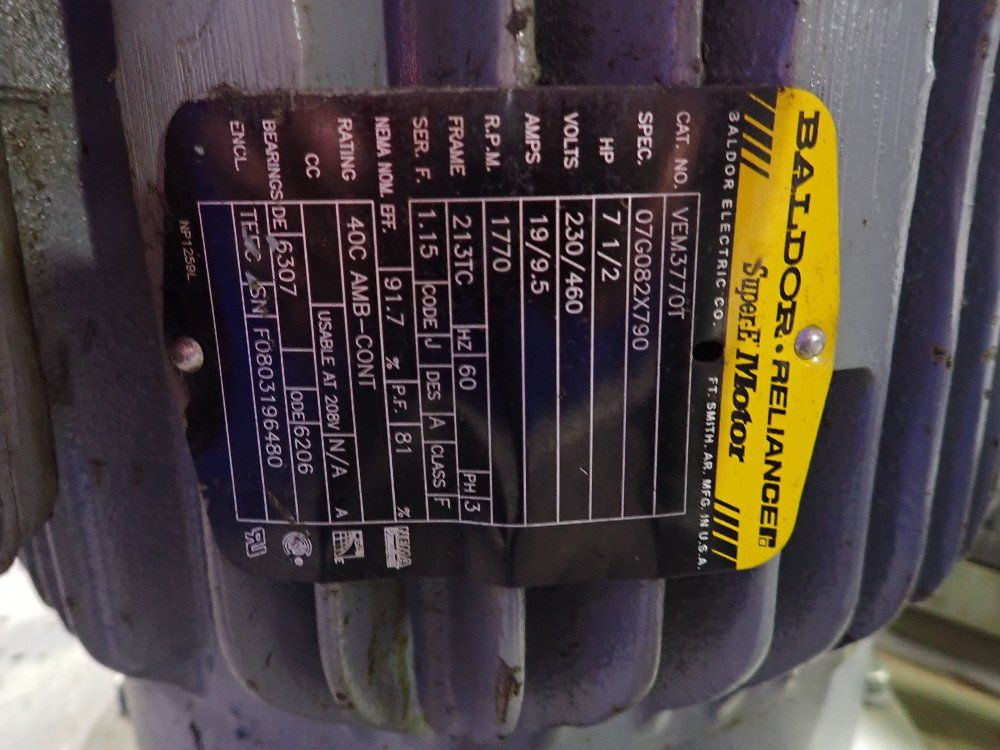 BALDOR • RELIANCER
Super-E Motor
BALDOR ELECTRIC CO. FT. SMITH, AR. MFG. IN U.S.A.
CAT. NO. VEM3770T
SPEC. 07G082X790
HP 7 1/2
VOLTS 230/460
AMPS 19/9.5
R.P.M. 1770
FRAME 213TC HZ 60 PH 3
SER. F. 1.15 CODE J DES A CLASS F
NEMA NOM. EFF. 91.7 % P.F. 81 %
RATING 40C AMB-CONT
CC USABLE AT 208V N/A A
BEARINGS DE 6307 ODE 6206
ENCL. TEFC SN F0803196480
NP1259L
NEMA